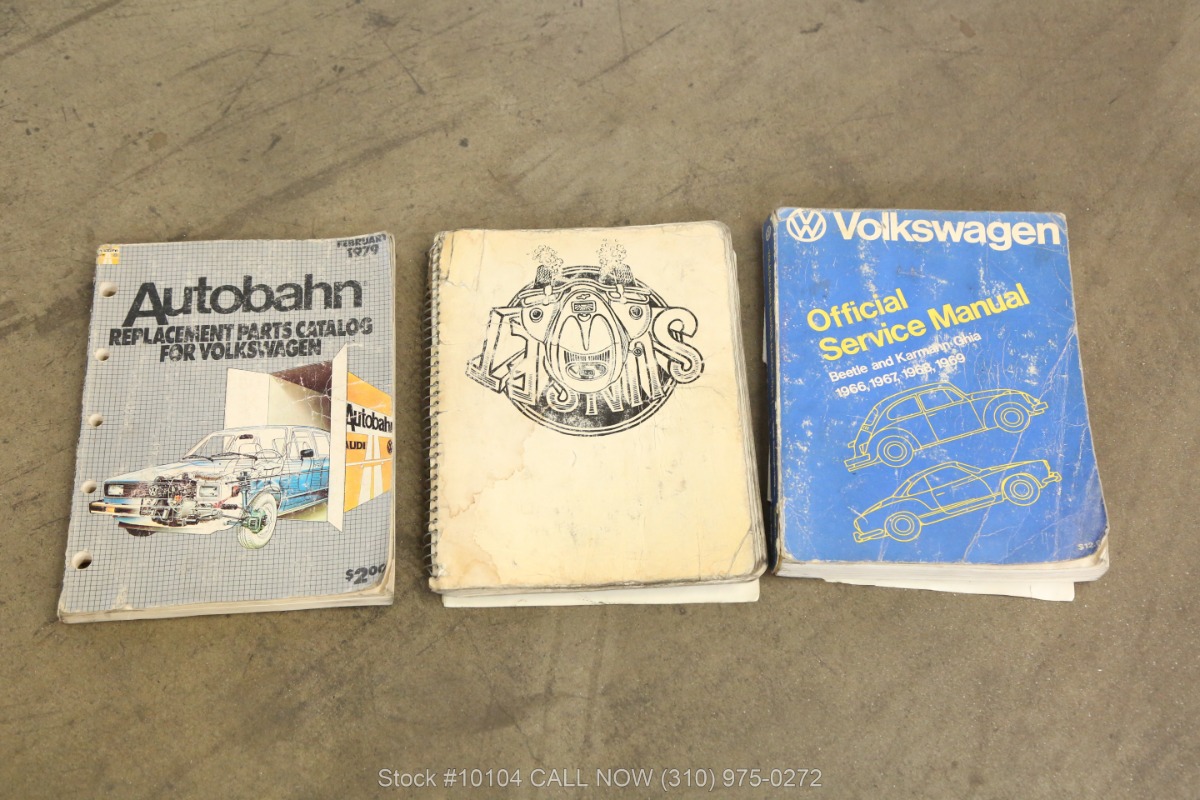 FEBRUARY
1979
Autobahn
REPLACEMENT PARTS CATALOG
FOR VOLKSWAGEN
Autobahn
AUDI
$2.00
Volkswagen
Official
Service Manual
Beetle and Karmann Ghia
1966, 1967, 1968, 1969
Stock #10104 CALL NOW (310) 975-0272